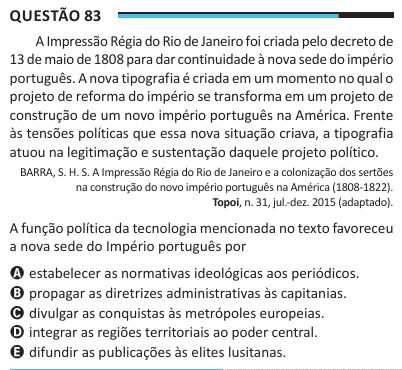 QUESTÃO 83
A Impressão Régia do Rio de Janeiro foi criada pelo decreto de
13 de maio de 1808 para dar continuidade à nova sede do império
português. A nova tipografia é criada em um momento no qual o
projeto de reforma do império se transforma em um projeto de
construção de um novo império português na América. Frente
às tensões políticas que essa nova situação criava, a tipografia
atuou na legitimação e sustentação daquele projeto político.
BARRA, S. H. S. A Impressão Régia do Rio de Janeiro e a colonização dos sertões
na construção do novo império português na América (1808-1822).
Topoi, n. 31, jul.-dez. 2015 (adaptado).
A função política da tecnologia mencionada no texto favoreceu
a nova sede do Império português por
A estabelecer as normativas ideológicas aos periódicos.
B propagar as diretrizes administrativas às capitanias.
C divulgar as conquistas às metrópoles europeias.
D integrar as regiões territoriais ao poder central.
E difundir as publicações às elites lusitanas.